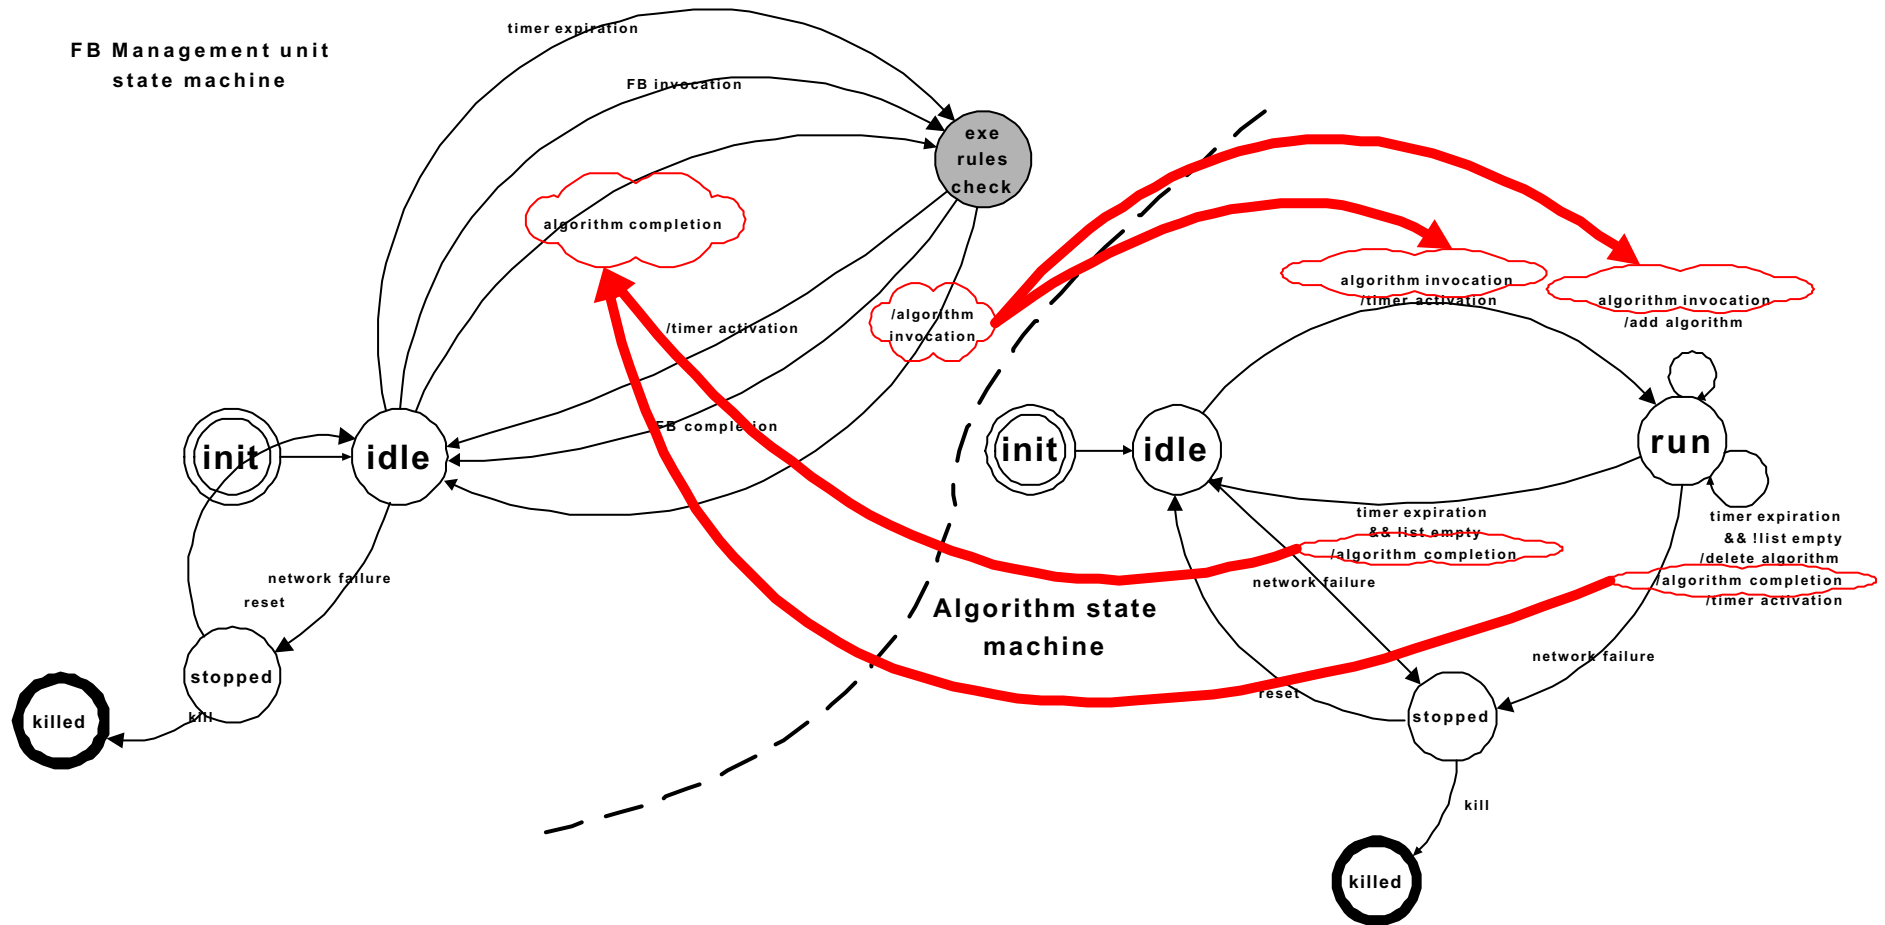 FB Management unit
state machine
timer expiration
FB invocation
exe
rules
check
algorithm completion
/algorithm
invocation
/timer activation
FB completion
init
idle
network failure
reset
stopped
kill
killed
algorithm invocation
/timer activation
algorithm invocation
/add algorithm
init
idle
run
timer expiration
&& list empty
/algorithm completion
network failure
timer expiration
&& !list empty
/delete algorithm
/algorithm completion
/timer activation
Algorithm state
machine
network failure
reset
stopped
kill
killed